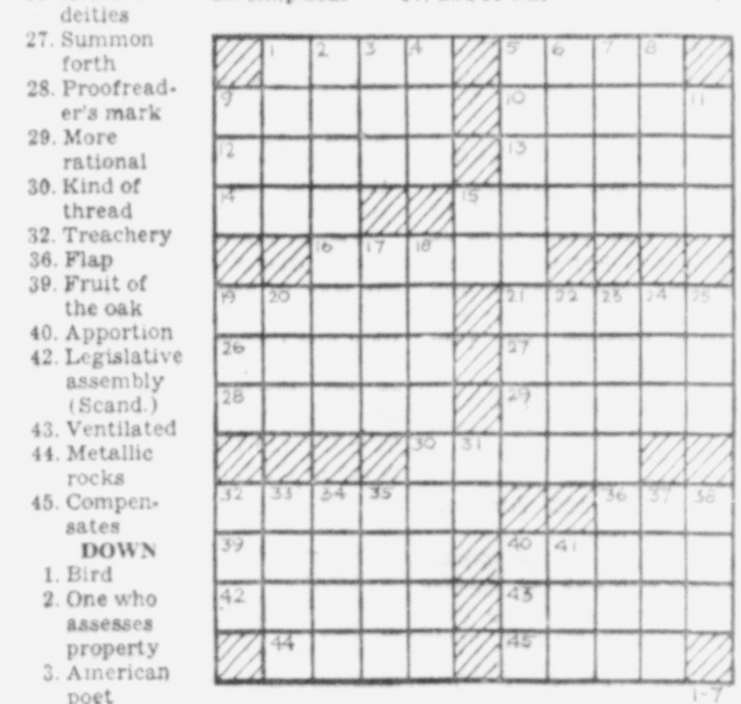 deities
27. Summon
forth
28. Proofread-
er's mark
29. More
rational
30. Kind of
thread
32. Treachery
36. Flap
39. Fruit of
the oak
40. Apportion
42. Legislative
assembly
(Scand.)
43. Ventilated
44. Metallic
rocks
45. Compen-
sates
DOWN
1. Bird
2. One who
assesses
property
3. American
poet
1 2 3 4 5 6 7 8
9 10 11
12 13
14 15
16 17 18
19 20 21 22 23 24 25
26 27
28 29
30 31
32 33 34 35 36 37 38
39 40 41
42 43
44 45
1-7